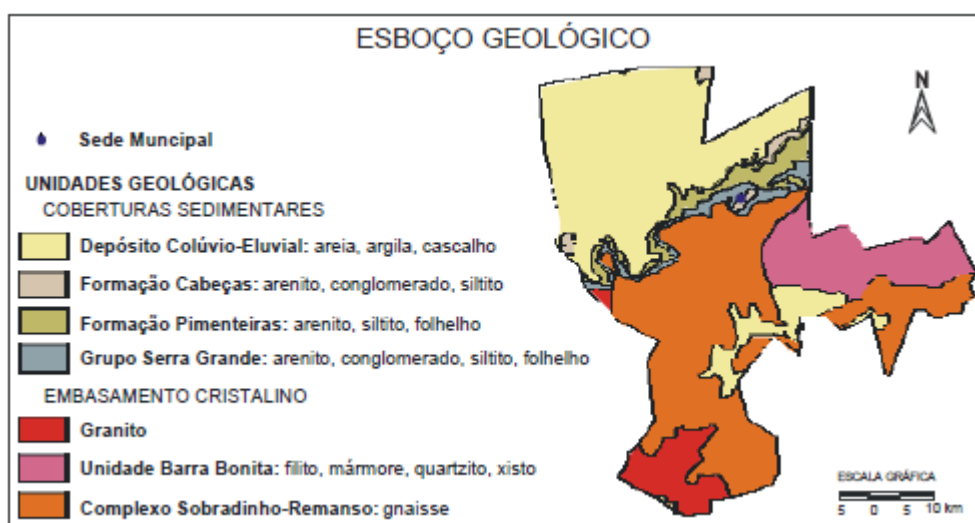 ESBOÇO GEOLÓGICO
N
Sede Muncipal
UNIDADES GEOLÓGICAS
COBERTURAS SEDIMENTARES
Depósito Colúvio-Eluvial: areia, argila, cascalho
Formação Cabeças: arenito, conglomerado, siltito
Formação Pimenteiras: arenito, siltito, folhelho
Grupo Serra Grande: arenito, conglomerado, siltito, folhelho
EMBASAMENTO CRISTALINO
Granito
Unidade Barra Bonita: filito, mármore, quartzito, xisto
Complexo Sobradinho-Remanso: gnaisse
ESCALA GRÁFICA
5 0 5 10 km